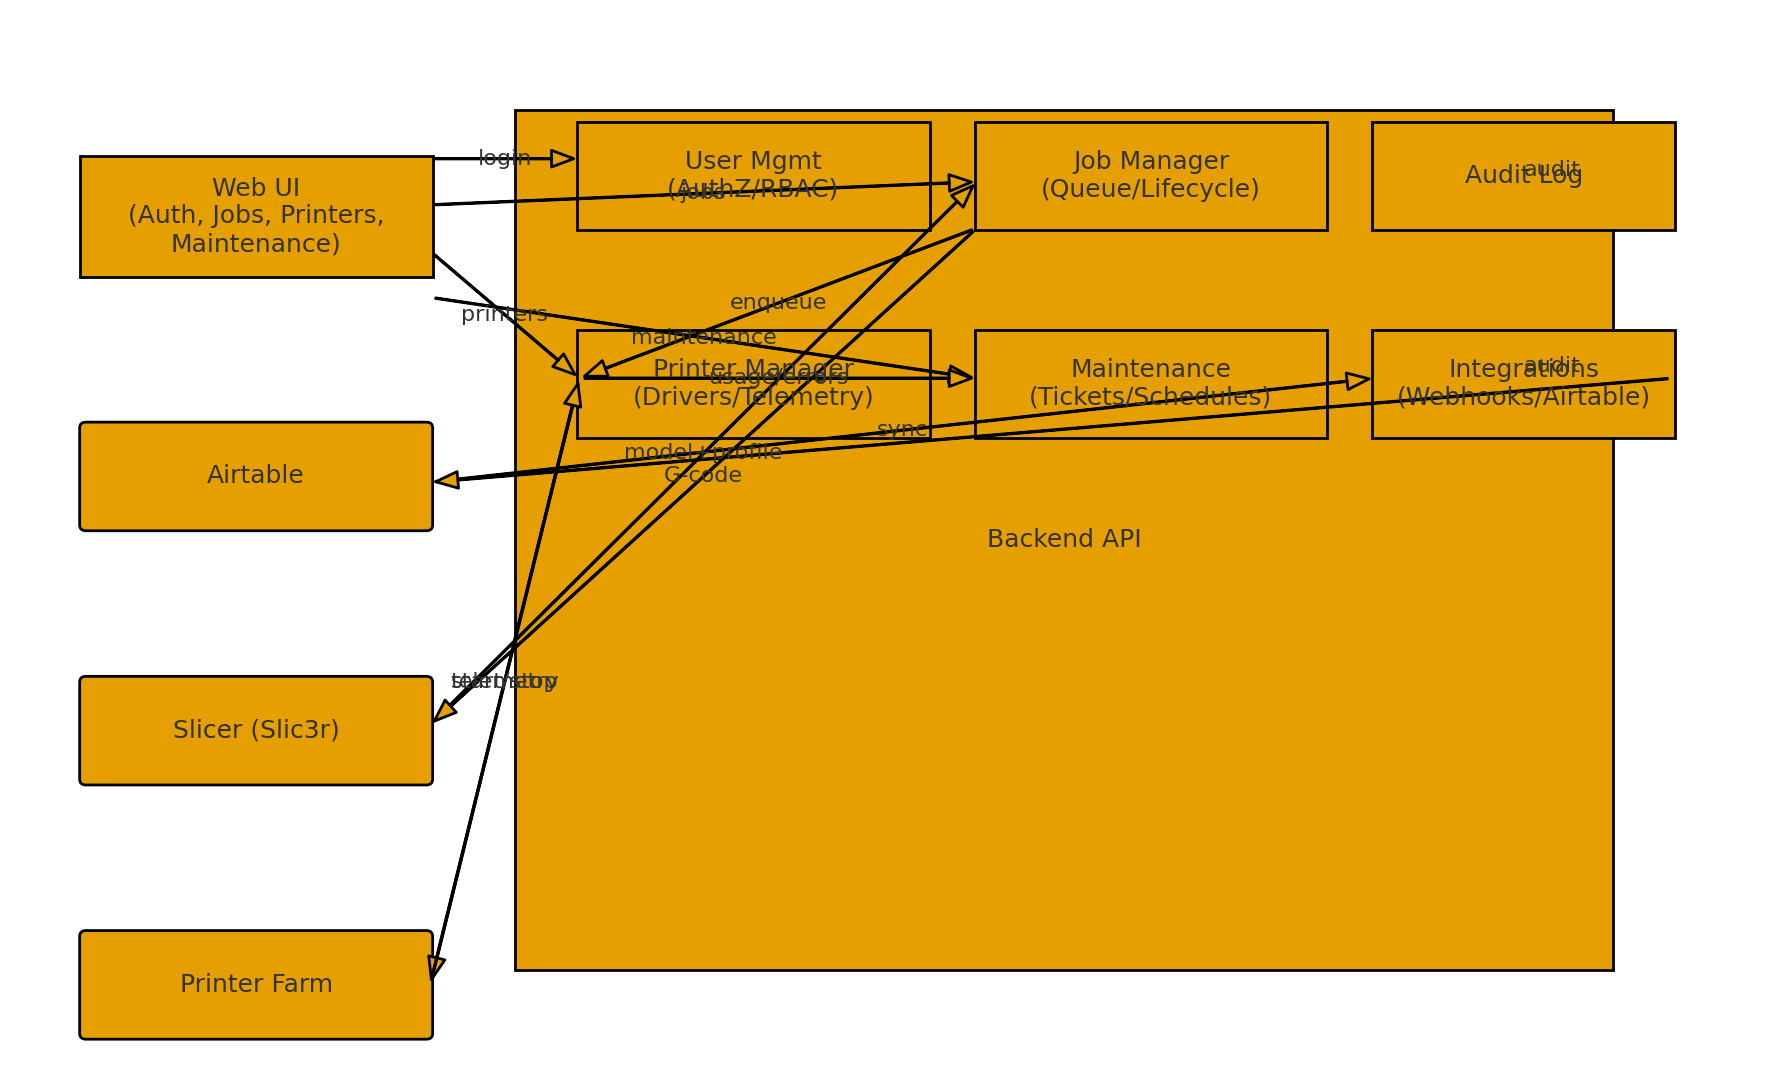 Web UI
(Auth, Jobs, Printers,
Maintenance)
login
User Mgmt
(AuthZ/RBAC)
jobs
Job Manager
(Queue/Lifecycle)
Audit Log
audit
printers
enqueue
maintenance
Printer Manager
(Drivers/Telemetry)
usage/errors
Maintenance
(Tickets/Schedules)
Integrations
(Webhooks/Airtable)
audit
sync
model+profile
G-code
Airtable
Backend API
telemetry
Slicer (Slic3r)
Printer Farm